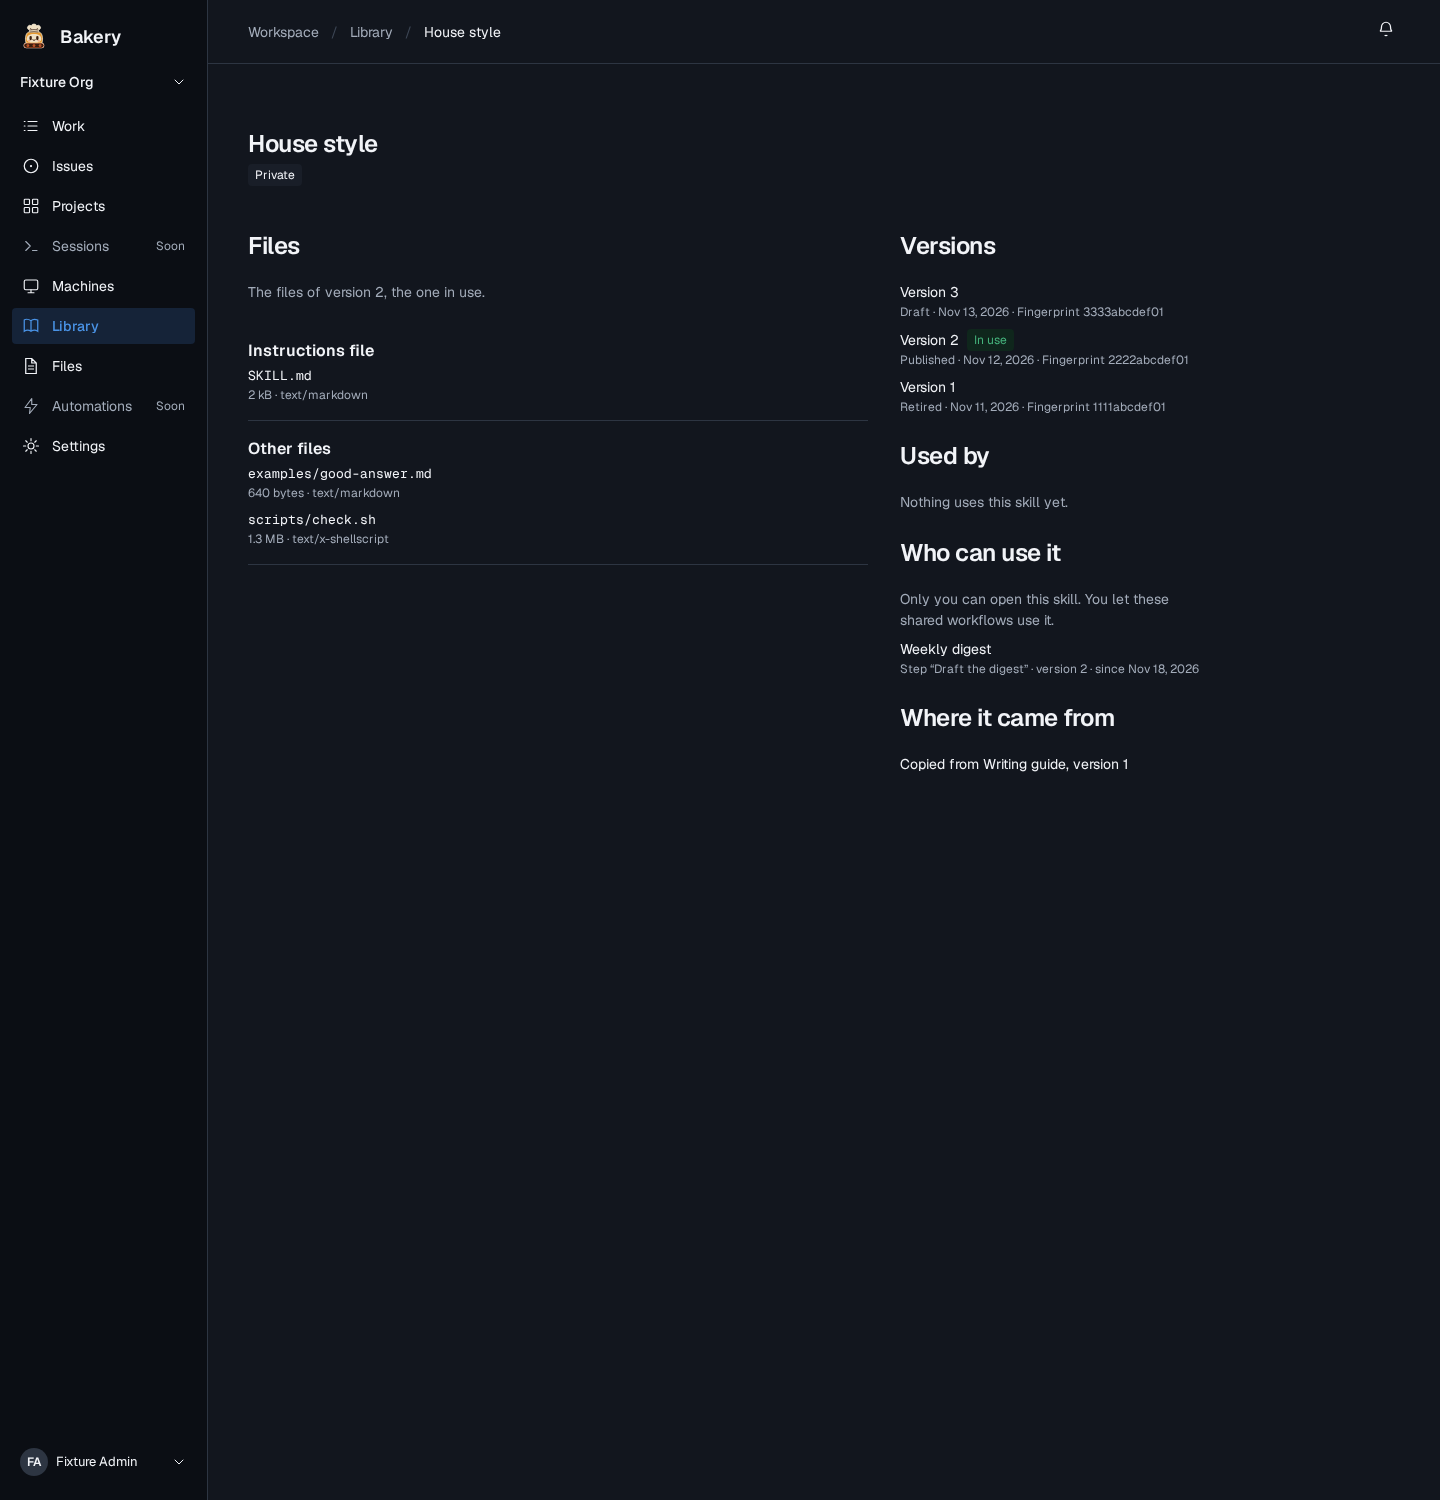 Bakery
Fixture Org
Work
Issues
Projects
Sessions Soon
Machines
Library
Files
Automations Soon
Settings
FA Fixture Admin
Workspace / Library / House style
House style
Private
Files
The files of version 2, the one in use.
Instructions file
SKILL.md
2 kB · text/markdown
Other files
examples/good-answer.md
640 bytes · text/markdown
scripts/check.sh
1.3 MB · text/x-shellscript
Versions
Version 3
Draft · Nov 13, 2026 · Fingerprint 3333abcdef01
Version 2 In use
Published · Nov 12, 2026 · Fingerprint 2222abcdef01
Version 1
Retired · Nov 11, 2026 · Fingerprint 1111abcdef01
Used by
Nothing uses this skill yet.
Who can use it
Only you can open this skill. You let these
shared workflows use it.
Weekly digest
Step “Draft the digest” · version 2 · since Nov 18, 2026
Where it came from
Copied from Writing guide, version 1